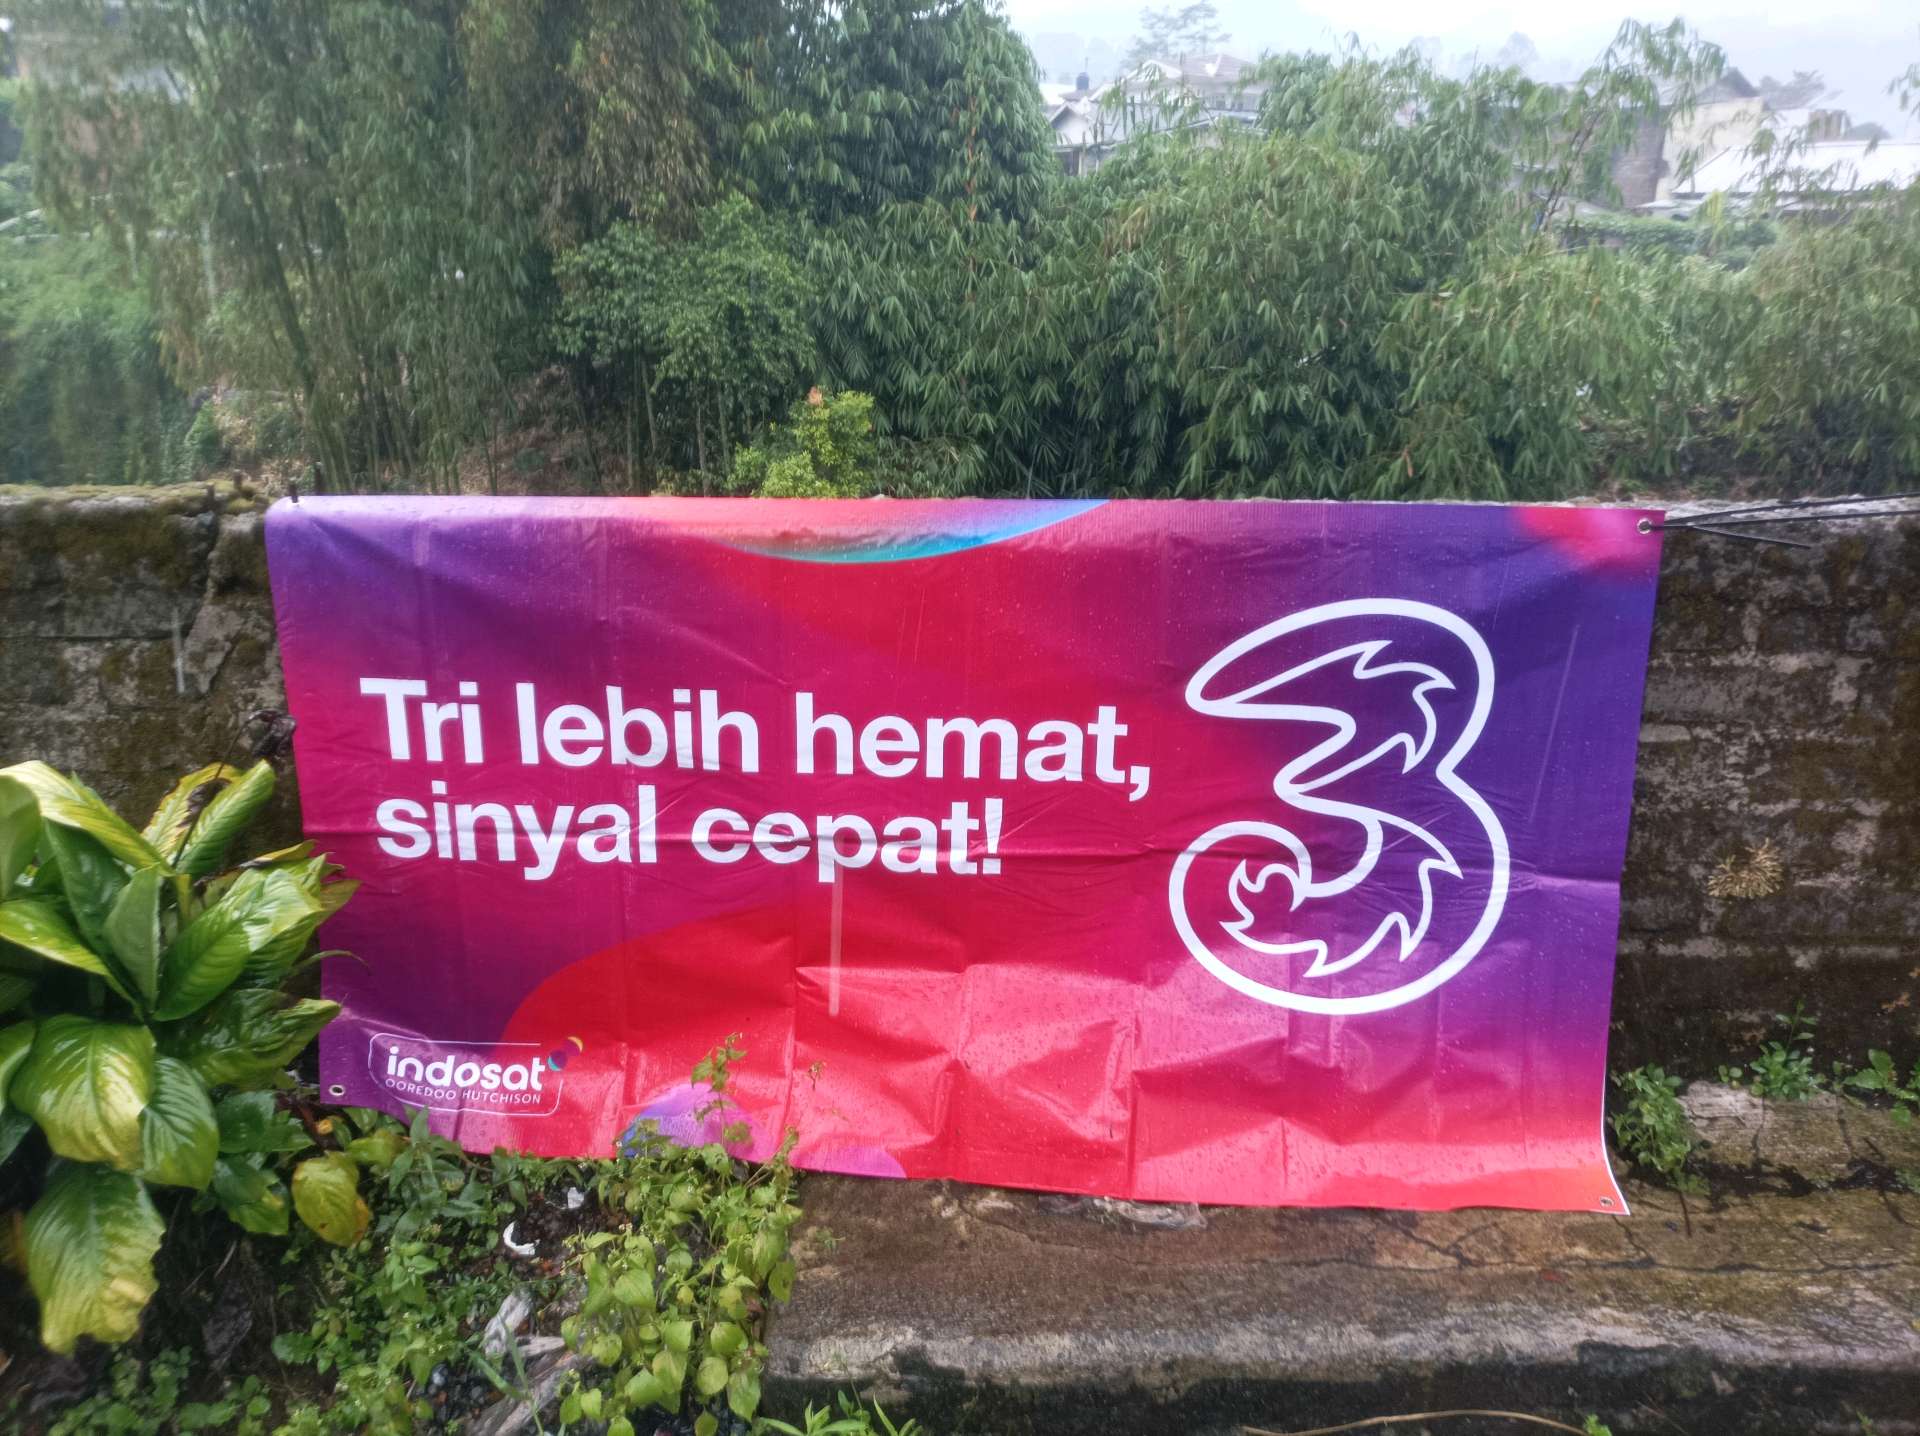 Tri lebih hemat,
sinyal cepat!
3
indosat
OOREDOO HUTCHISON